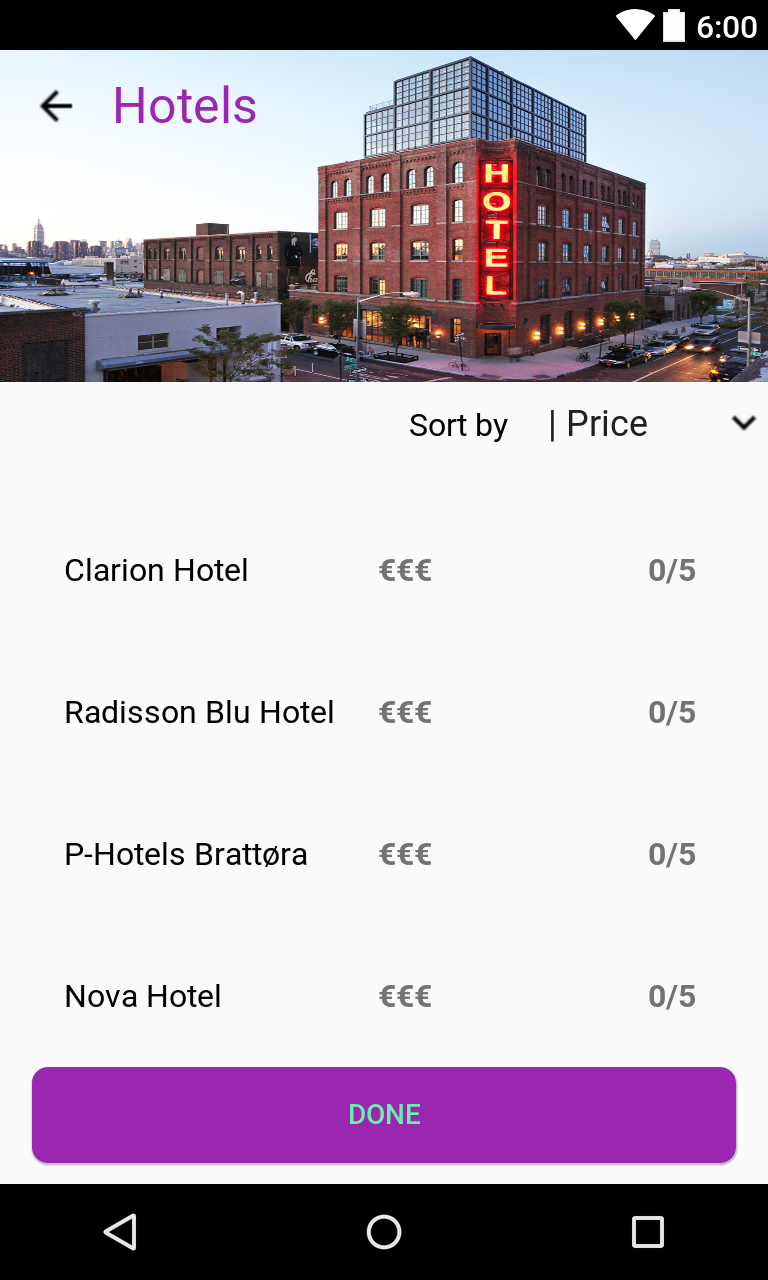 6:00
Hotels
HOTEL
Sort by | Price
Clarion Hotel €€€ 0/5
Radisson Blu Hotel €€€ 0/5
P-Hotels Brattøra €€€ 0/5
Nova Hotel €€€ 0/5
DONE